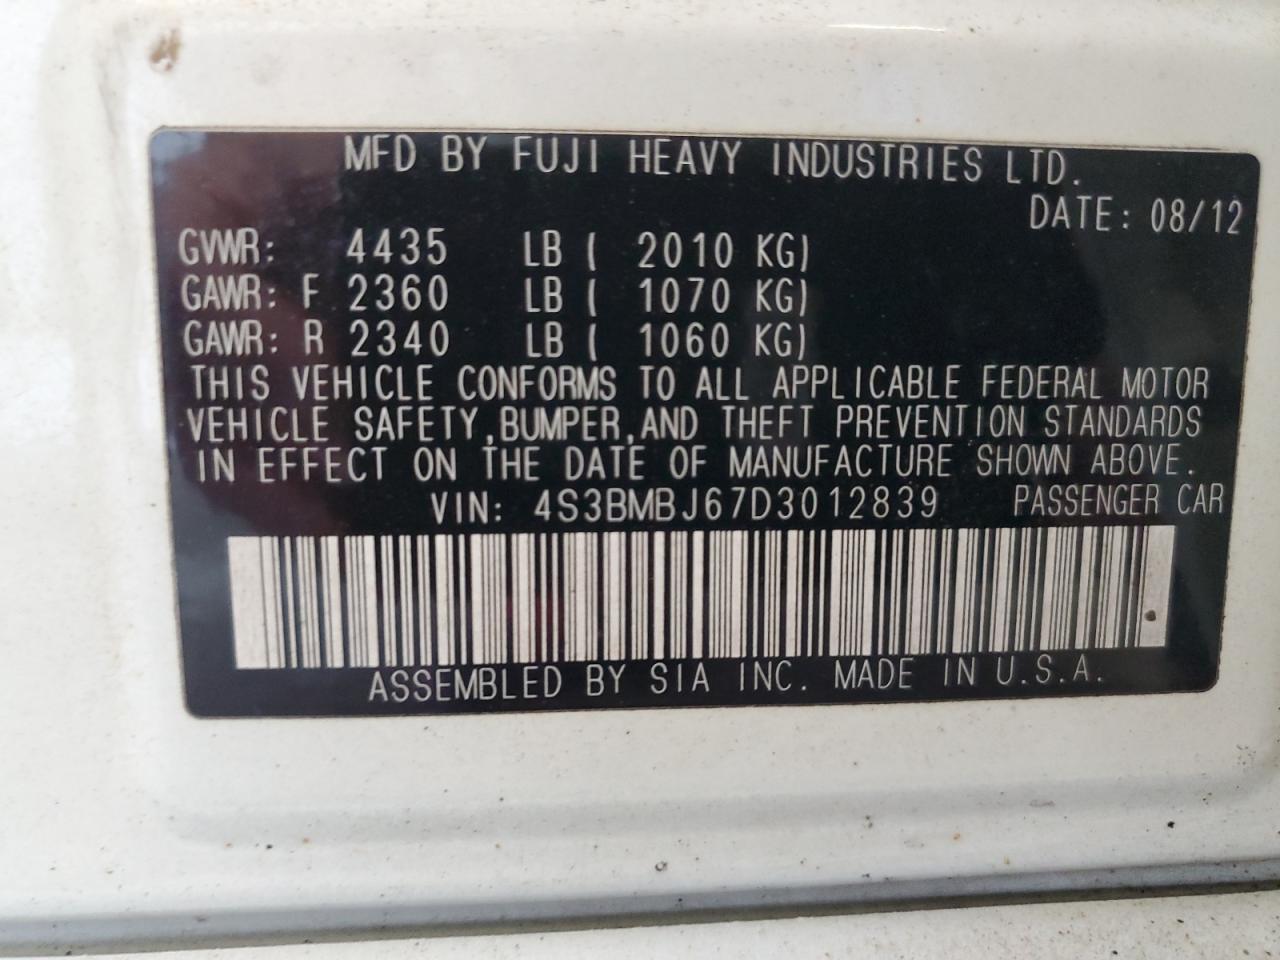 MFD BY FUJI HEAVY INDUSTRIES LTD.
DATE: 08/12
GVWR: 4435 LB ( 2010 KG)
GAWR: F 2360 LB ( 1070 KG)
GAWR: R 2340 LB ( 1060 KG)
THIS VEHICLE CONFORMS TO ALL APPLICABLE FEDERAL MOTOR
VEHICLE SAFETY,BUMPER,AND THEFT PREVENTION STANDARDS
IN EFFECT ON THE DATE OF MANUFACTURE SHOWN ABOVE.
VIN: 4S3BMBJ67D3012839 PASSENGER CAR
ASSEMBLED BY SIA INC. MADE IN U.S.A.